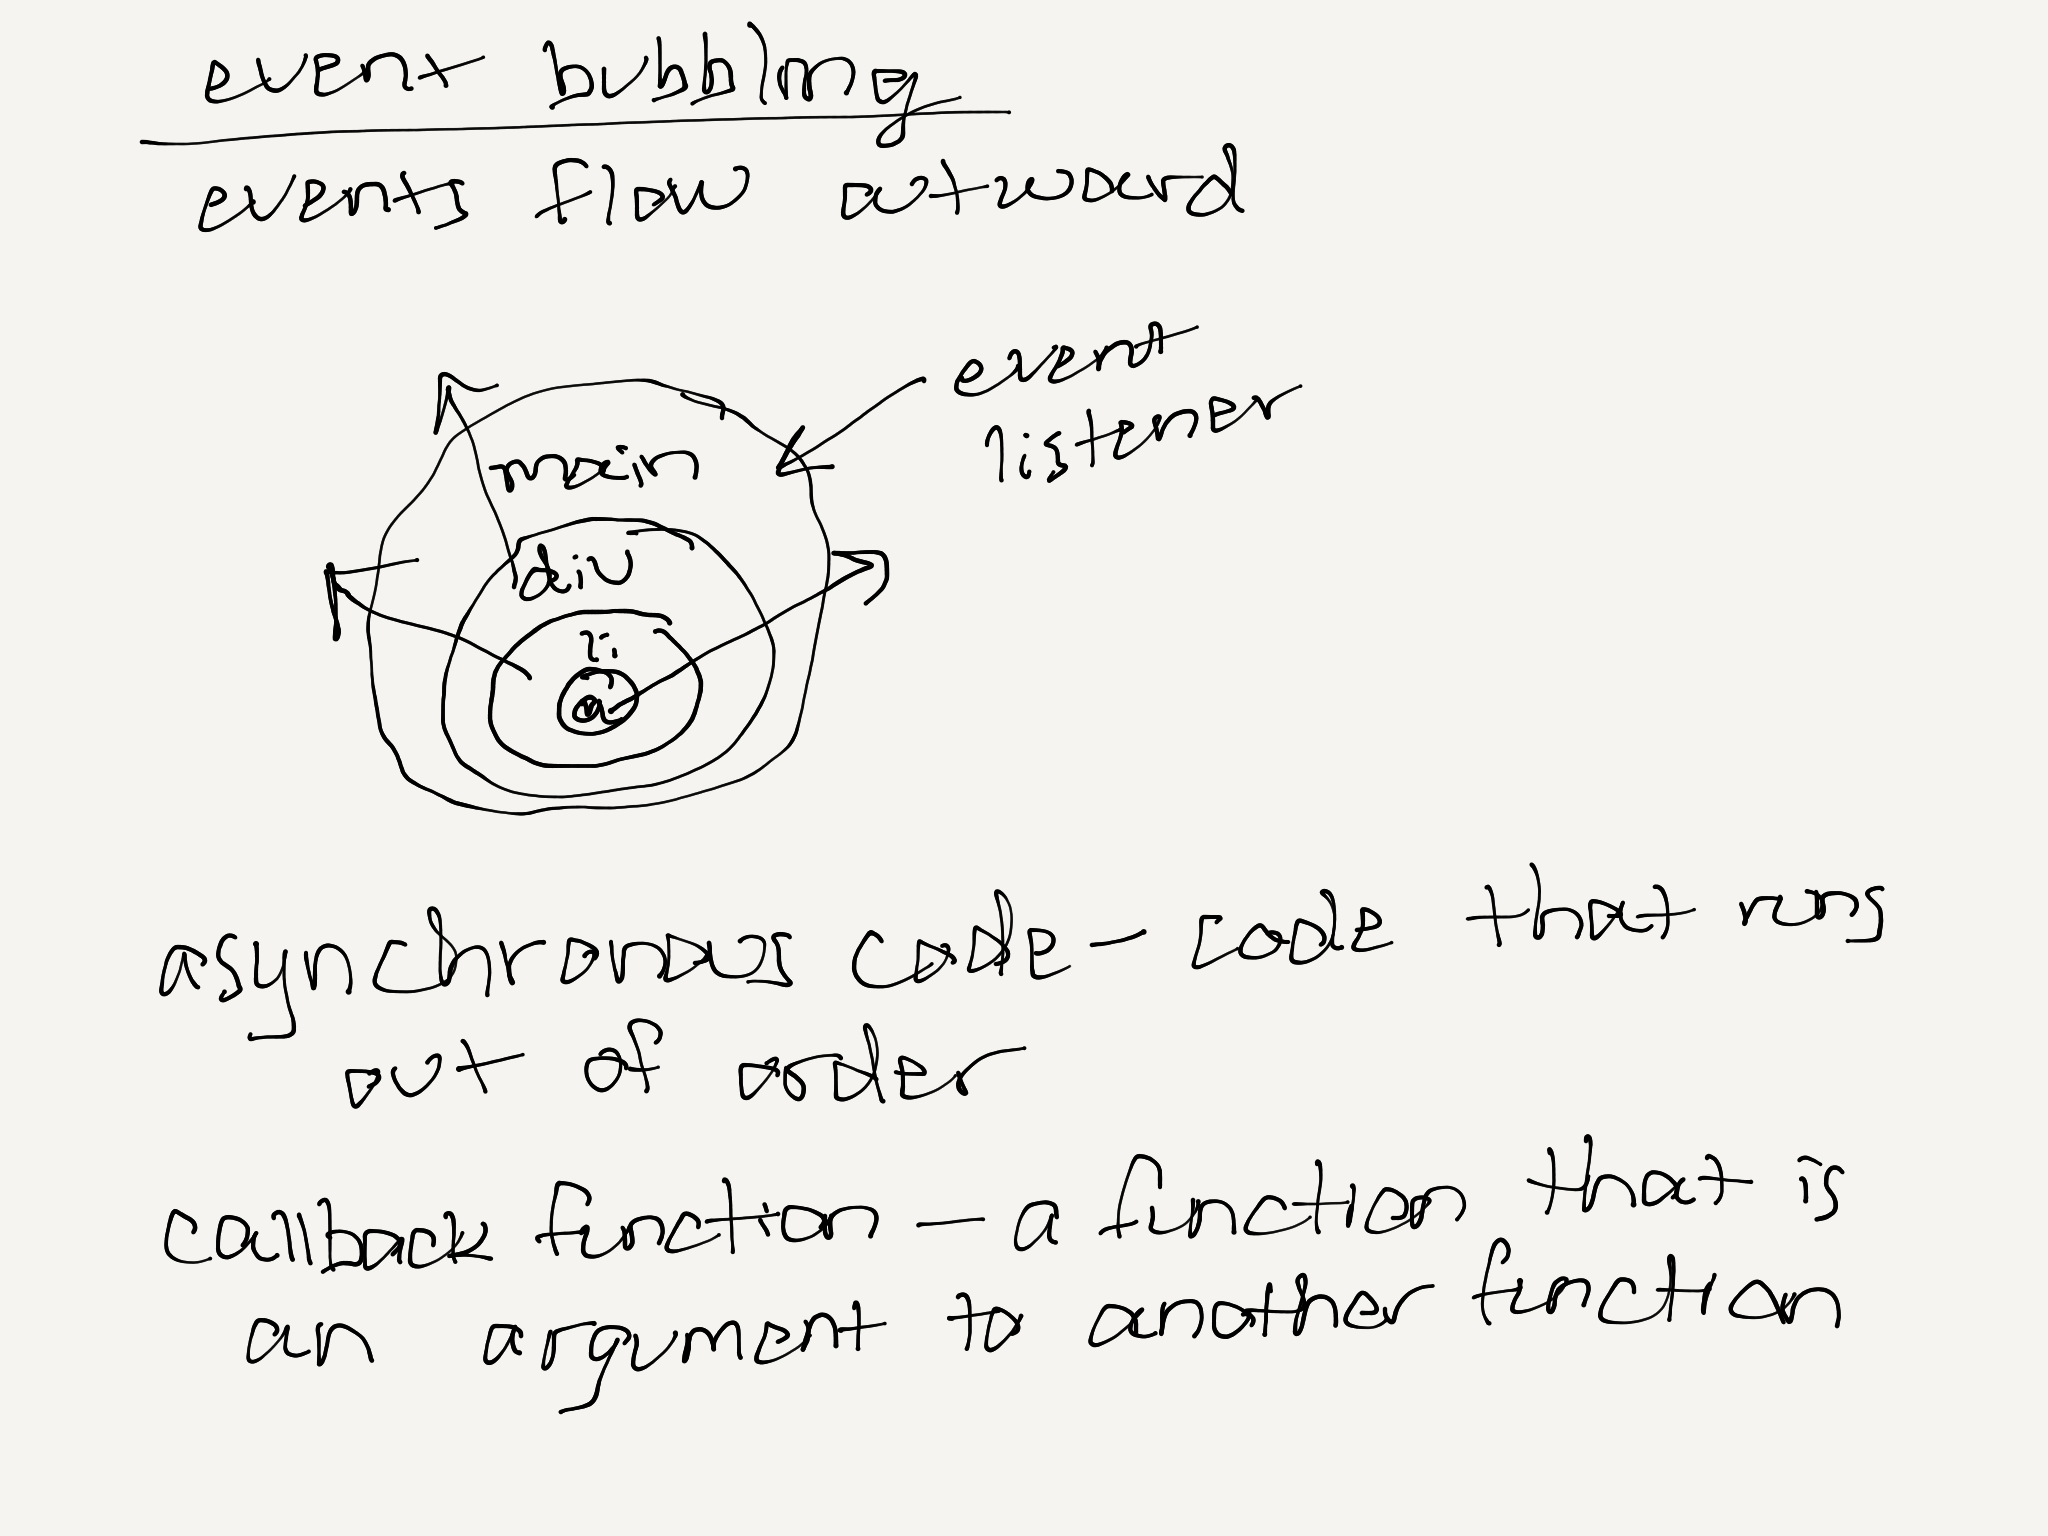 event bubbling
events flow outward
event
listener
main
div
li
a
asynchronous code - code that runs
out of order
callback function - a function that is
an argument to another function